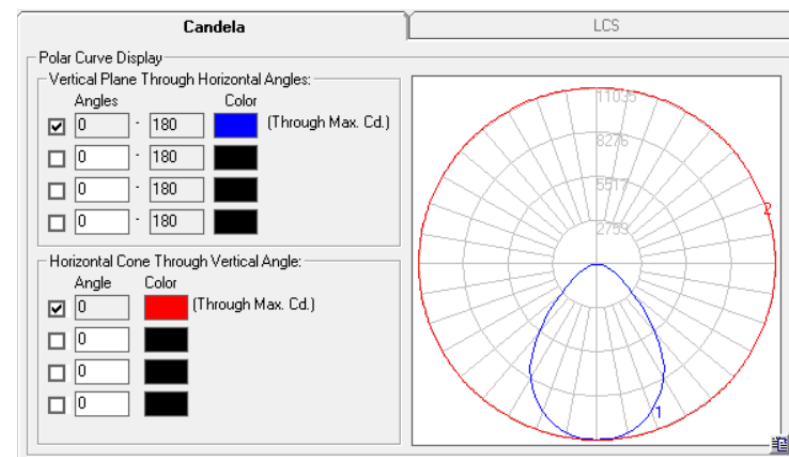 Candela
LCS
Polar Curve Display
Vertical Plane Through Horizontal Angles:
Angles Color
0 - 180 (Through Max. Cd.)
0 - 180
0 - 180
0 - 180
Horizontal Cone Through Vertical Angle:
Angle Color
0 (Through Max. Cd.)
0
0
0
11035
8276
5517
2759
2
1